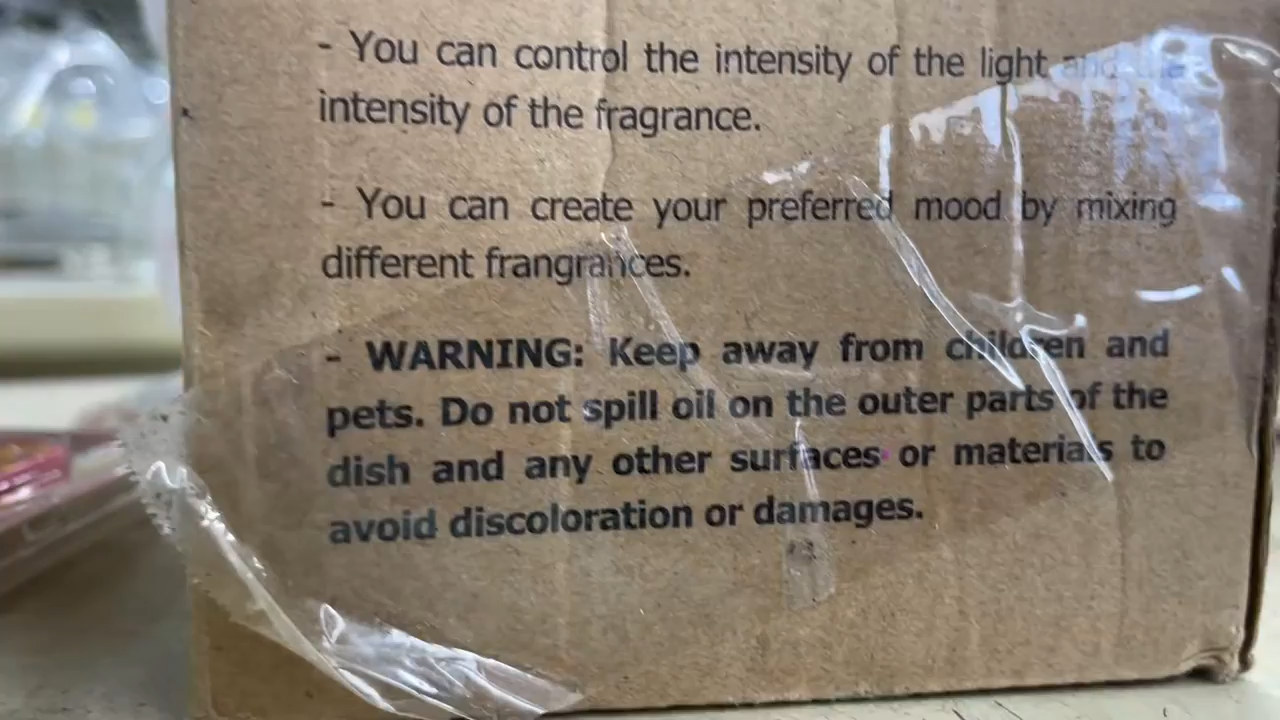 - You can control the intensity of the light and the
intensity of the fragrance.
- You can create your preferred mood by mixing
different frangrances.
- WARNING: Keep away from children and
pets. Do not spill oil on the outer parts of the
dish and any other surfaces or materials to
avoid discoloration or damages.